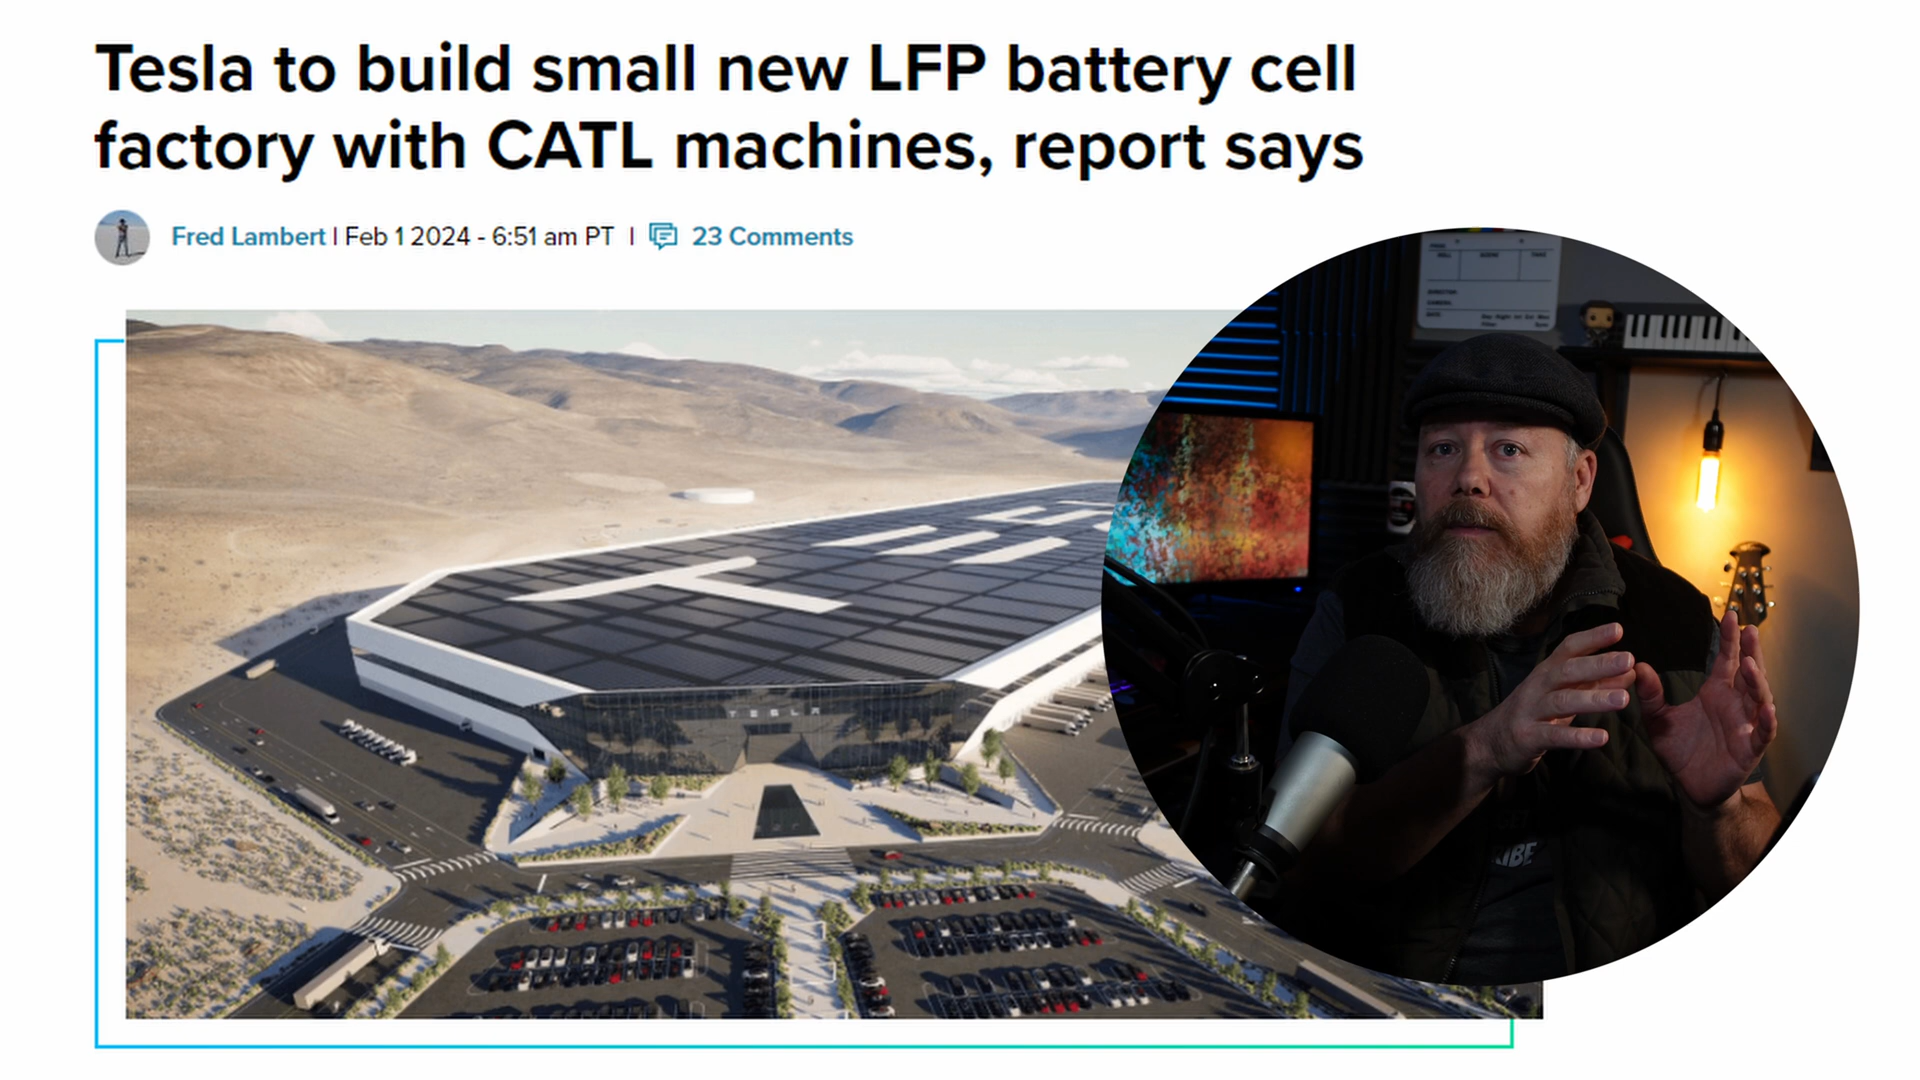 Tesla to build small new LFP battery cell
factory with CATL machines, report says
Fred Lambert | Feb 1 2024 - 6:51 am PT | 23 Comments
TESLA